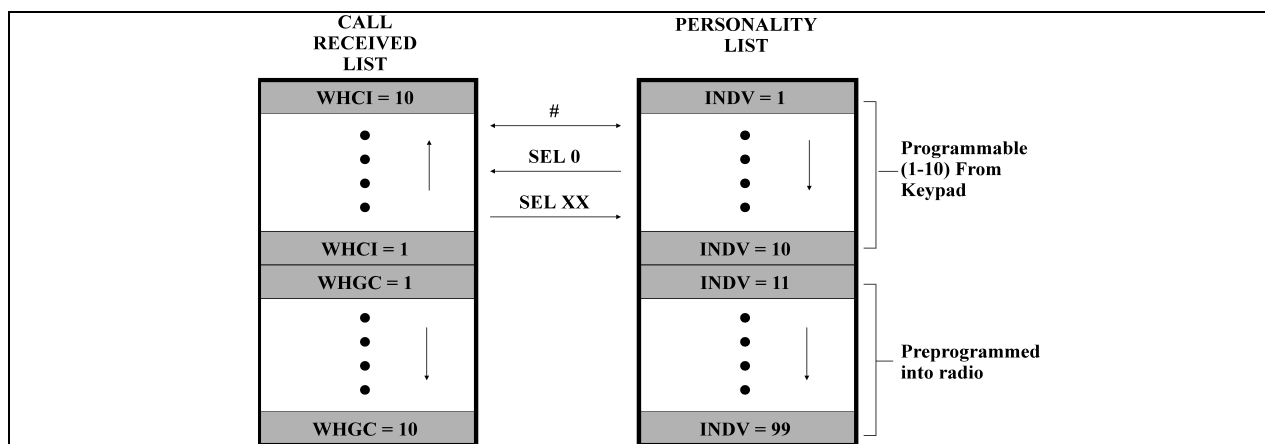 CALL
RECEIVED
LIST
PERSONALITY
LIST
WHCI = 10
WHCI = 1
WHGC = 1
WHGC = 10
#
SEL 0
SEL XX
INDV = 1
INDV = 10
INDV = 11
INDV = 99
Programmable
(1-10) From
Keypad
Preprogrammed
into radio